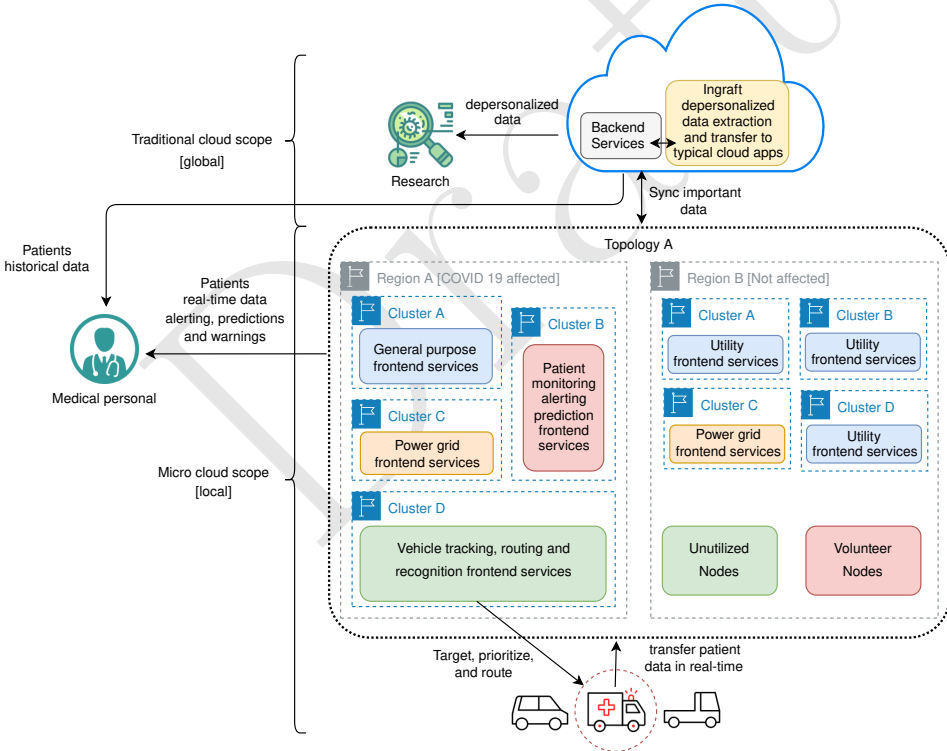 Ingraft
depersonalized
data extraction
and transfer to
typical cloud apps
Backend
Services
depersonalized
data
Research
Traditional cloud scope
[global]
Sync important
data
Patients
historical data
Topology A
Region A [COVID 19 affected]
Region B [Not affected]
Patients
real-time data
alerting, predictions
and warnings
Medical personal
Cluster A
General purpose
frontend services
Cluster B
Patient
monitoring
alerting
prediction
frontend
services
Cluster C
Power grid
frontend services
Cluster D
Vehicle tracking, routing and
recognition frontend services
Cluster A
Utility
frontend services
Cluster B
Utility
frontend services
Cluster C
Power grid
frontend services
Cluster D
Utility
frontend services
Unutilized
Nodes
Volunteer
Nodes
Micro cloud scope
[local]
Target, prioritize,
and route
transfer patient
data in real-time
Draft